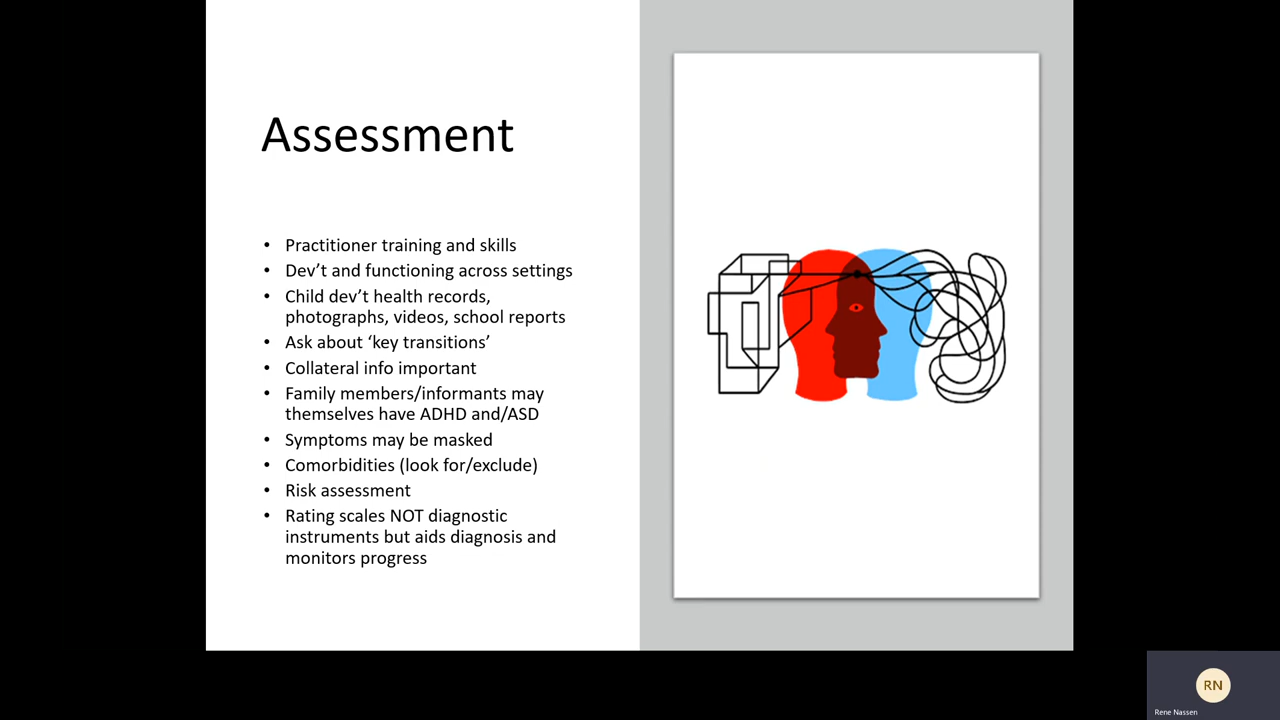 Assessment
• Practitioner training and skills
• Dev’t and functioning across settings
• Child dev’t health records,
photographs, videos, school reports
• Ask about ‘key transitions’
• Collateral info important
• Family members/informants may
themselves have ADHD and/ASD
• Symptoms may be masked
• Comorbidities (look for/exclude)
• Risk assessment
• Rating scales NOT diagnostic
instruments but aids diagnosis and
monitors progress
RN
Rene Nassen